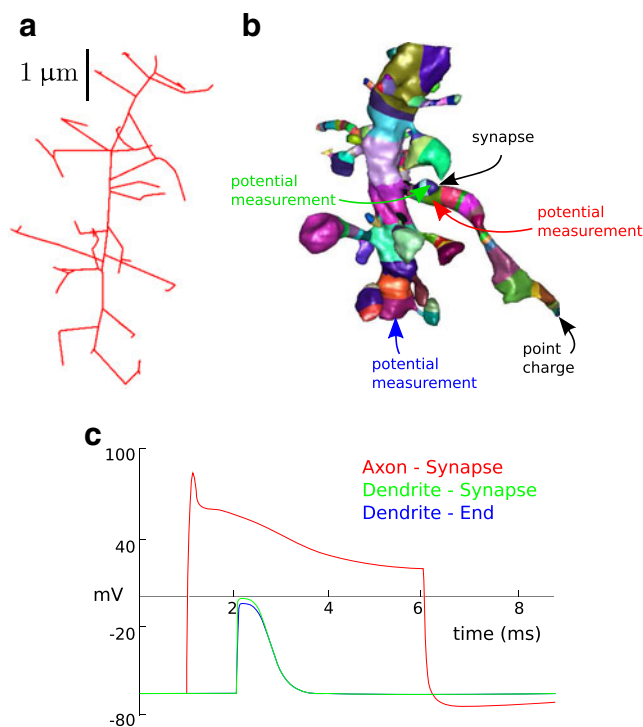 a
1 μm
b
synapse
potential
measurement
potential
measurement
point
charge
potential
measurement
c
100
40
mV
-20
-80
2
4
6
8
time (ms)
Axon - Synapse
Dendrite - Synapse
Dendrite - End